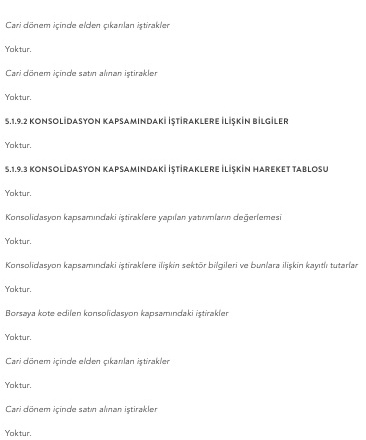 Cari dönem içinde elden çıkarılan iştirakler
Yoktur.
Cari dönem içinde satın alınan iştirakler
Yoktur.
5.1.9.2 KONSOLİDASYON KAPSAMINDAKİ İŞTİRAKLERE İLİŞKİN BİLGİLER
Yoktur.
5.1.9.3 KONSOLİDASYON KAPSAMINDAKİ İŞTİRAKLERE İLİŞKİN HAREKET TABLOSU
Yoktur.
Konsolidasyon kapsamındaki iştiraklere yapılan yatırımların değerlemesi
Yoktur.
Konsolidasyon kapsamındaki iştiraklere ilişkin sektör bilgileri ve bunlara ilişkin kayıtlı tutarlar
Yoktur.
Borsaya kote edilen konsolidasyon kapsamındaki iştirakler
Yoktur.
Cari dönem içinde elden çıkarılan iştirakler
Yoktur.
Cari dönem içinde satın alınan iştirakler
Yoktur.